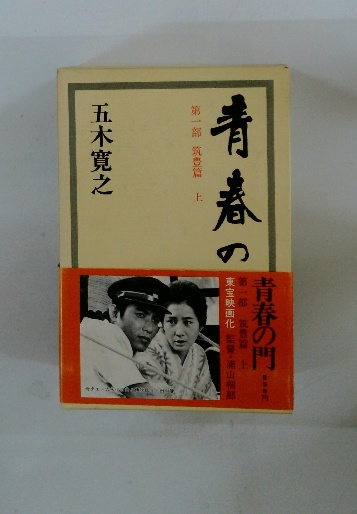 青春の
第一部 筑豊篇 上
五木寛之
青春の門
第一部 筑豊篇 上
東宝映画化 監督・浦山桐郎